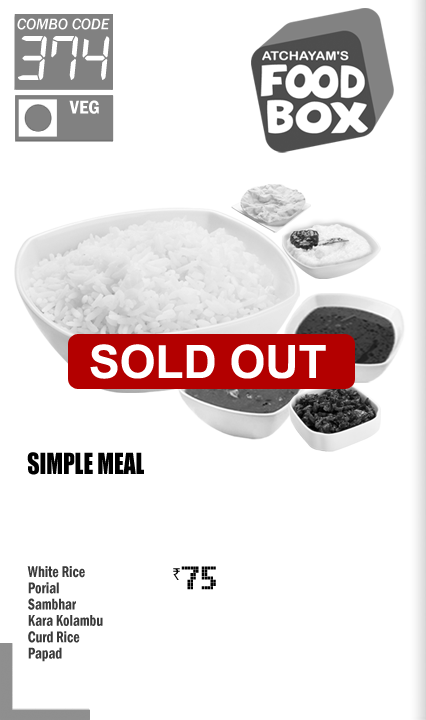 COMBO CODE
374
VEG
ATCHAYAM'S
FOOD
BOX
SOLD OUT
SIMPLE MEAL
White Rice
Porial
Sambhar
Kara Kolambu
Curd Rice
Papad
₹75